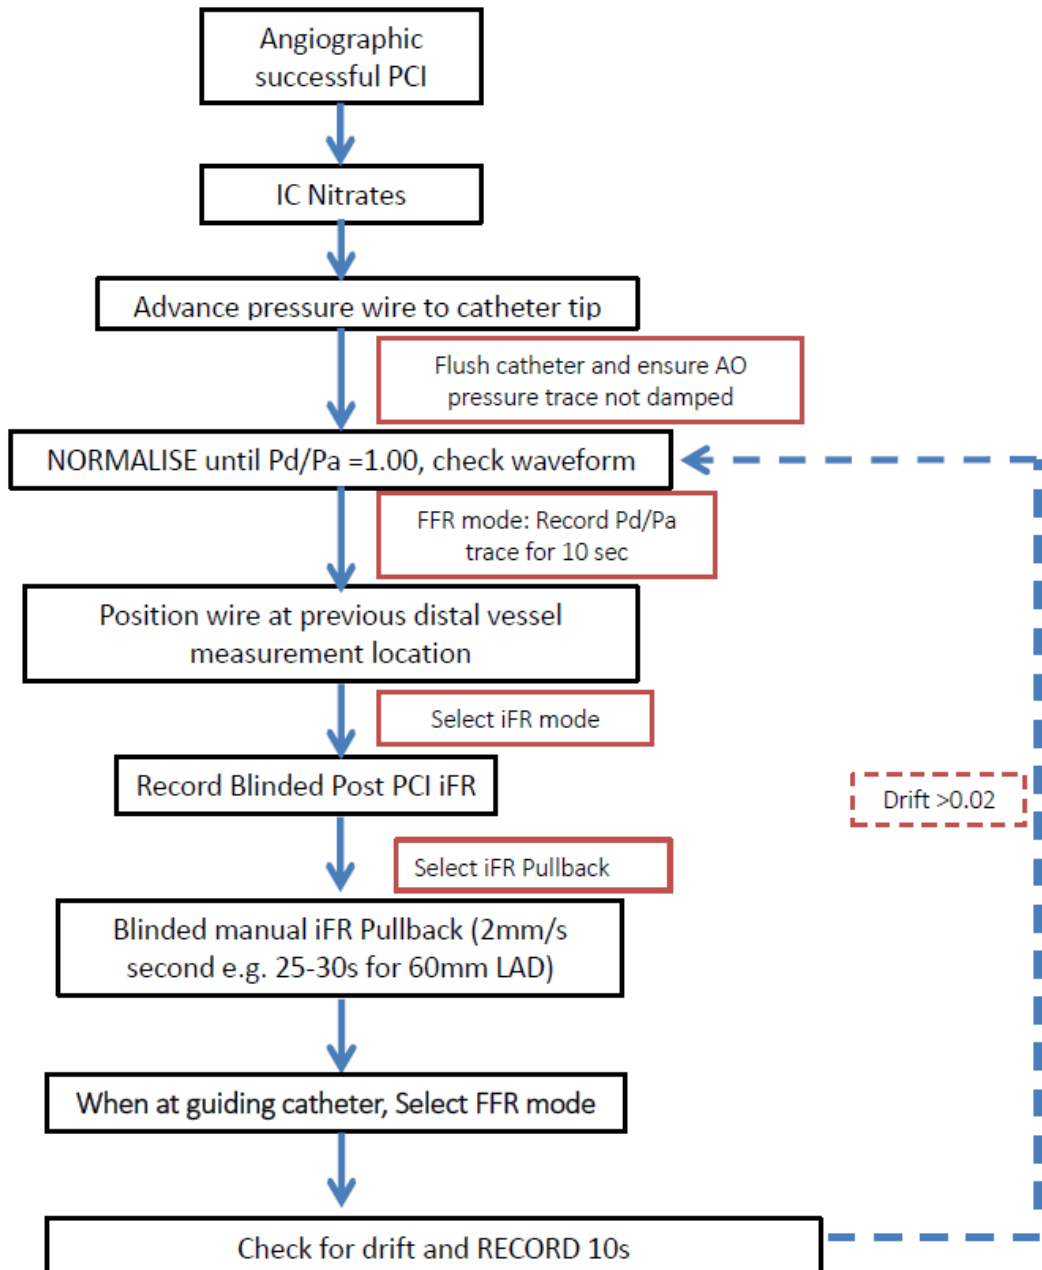 Angiographic
successful PCI
IC Nitrates
Advance pressure wire to catheter tip
Flush catheter and ensure AO
pressure trace not damped
NORMALISE until Pd/Pa =1.00, check waveform
FFR mode: Record Pd/Pa
trace for 10 sec
Position wire at previous distal vessel
measurement location
Select iFR mode
Record Blinded Post PCI iFR
Drift >0.02
Select iFR Pullback
Blinded manual iFR Pullback (2mm/s
second e.g. 25-30s for 60mm LAD)
When at guiding catheter, Select FFR mode
Check for drift and RECORD 10s